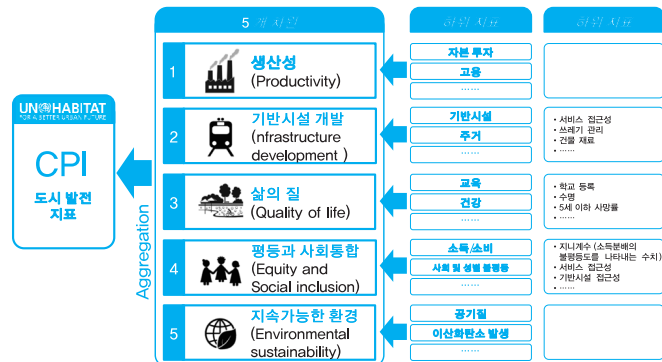 5 개 차원
하위 지표
하위 지표
UN HABITAT
FOR A BETTER URBAN FUTURE
CPI
도시 발전
지표
Aggregation
1
생산성
(Productivity)
자본 투자
고용
......
2
기반시설 개발
(nfrastructure
development )
기반시설
주거
......
• 서비스 접근성
• 쓰레기 관리
• 건물 재료
• ......
3
삶의 질
(Quality of life)
교육
건강
......
• 학교 등록
• 수명
• 5세 이하 사망률
• ......
4
평등과 사회통합
(Equity and
Social inclusion)
소득/소비
사회 및 성별 불평등
......
• 지니계수 (소득분배의
불평등도를 나타내는 수치)
• 서비스 접근성
• 기반시설 접근성
• ......
5
지속가능한 환경
(Environmental
sustainability)
공기질
이산화탄소 발생
......